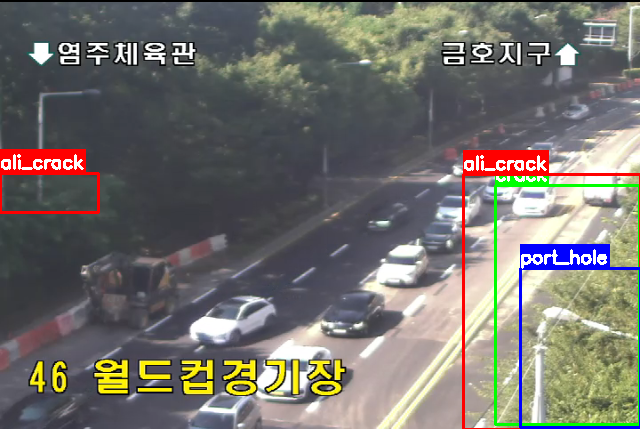 염주체육관
금호지구
ali_crack
ali_crack
crack
port_hole
46 월드컵경기장